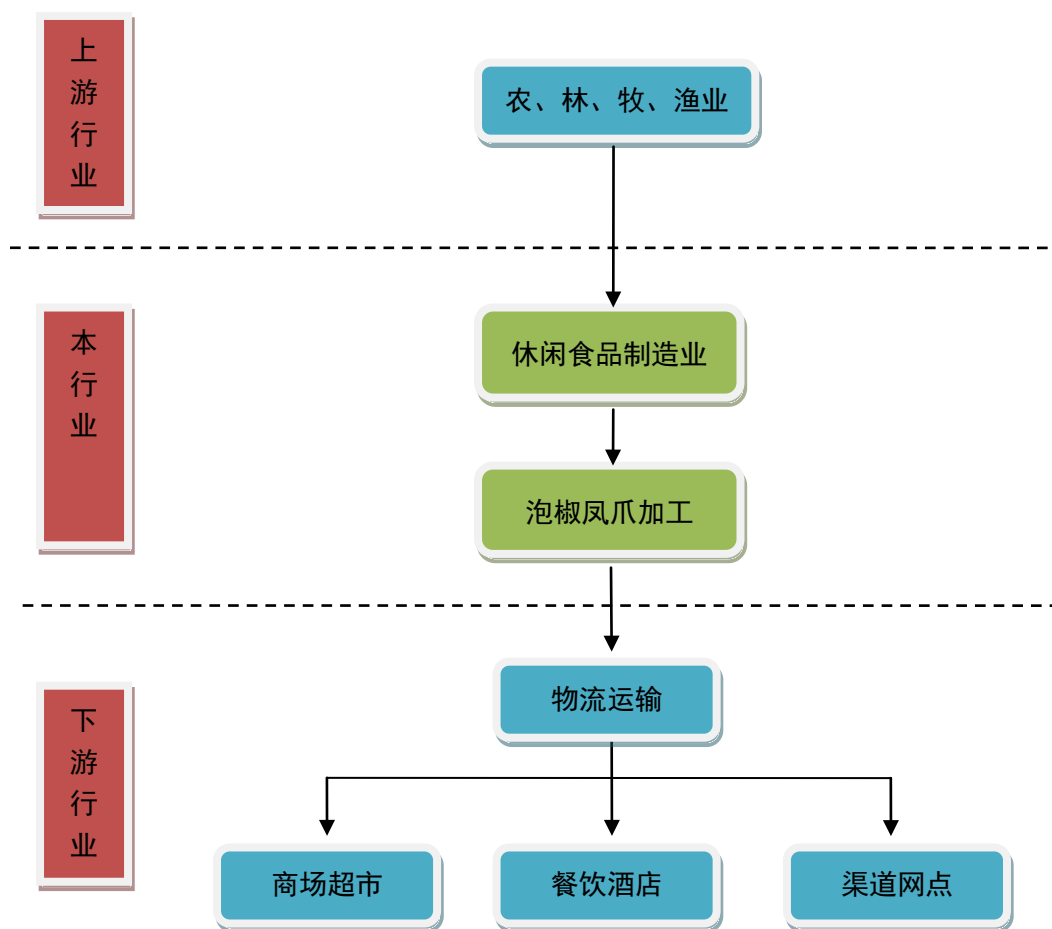 上游行业
农、林、牧、渔业
本行业
休闲食品制造业
泡椒凤爪加工
下游行业
物流运输
商场超市
餐饮酒店
渠道网点